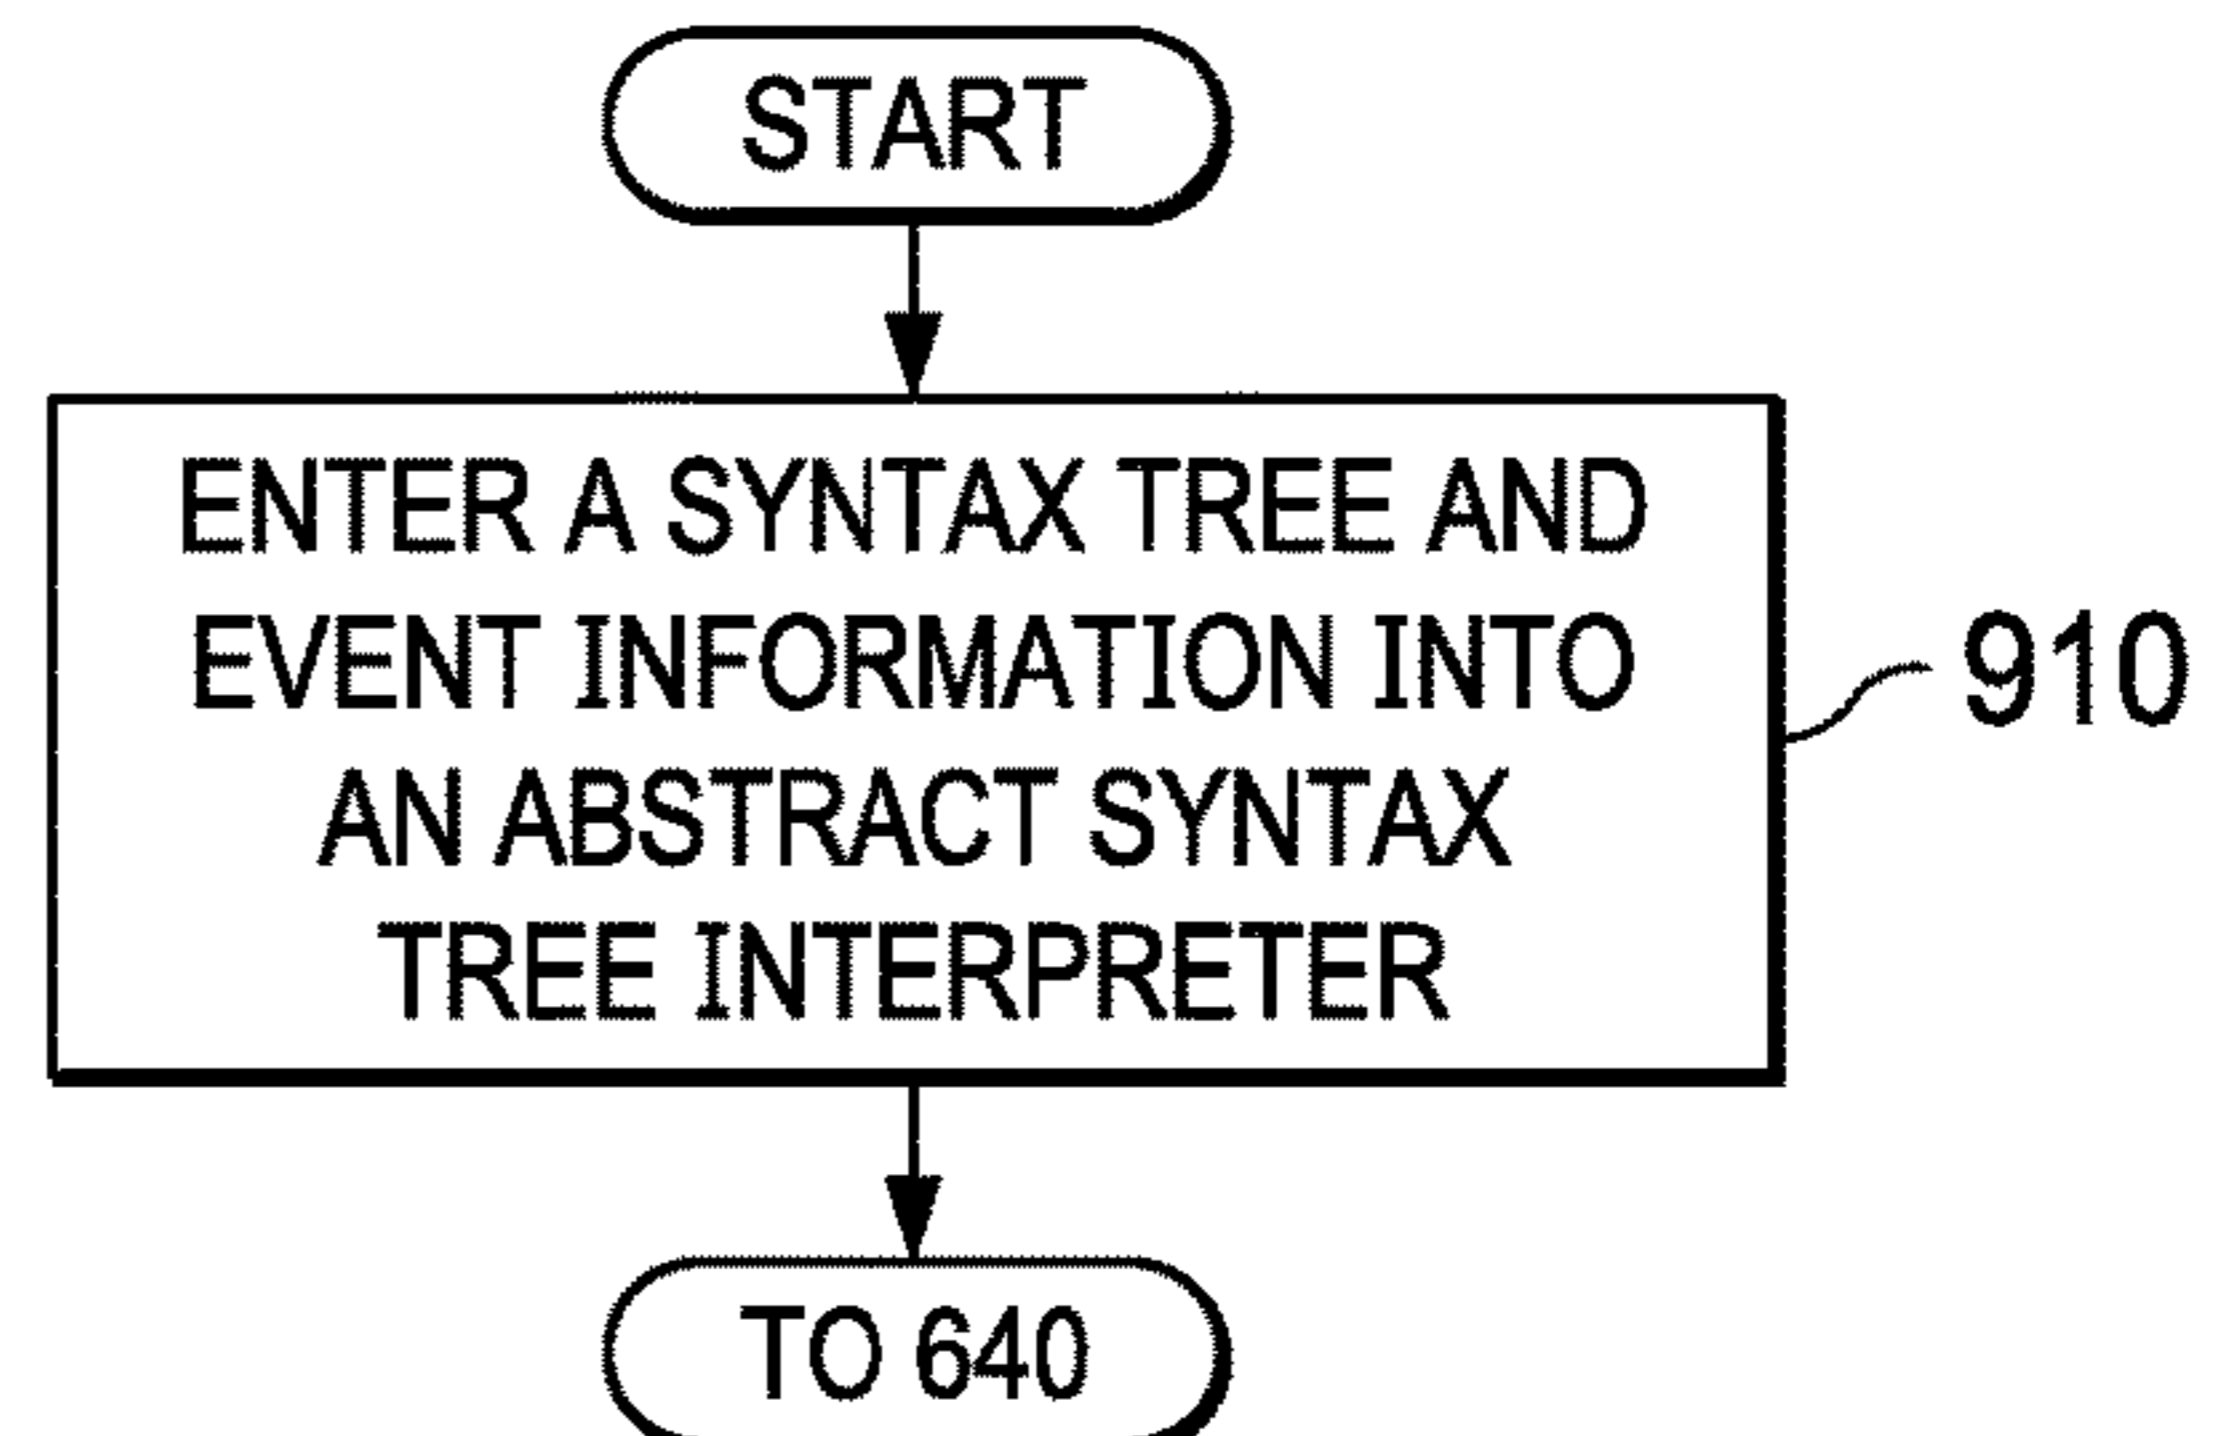 START
ENTER A SYNTAX TREE AND
EVENT INFORMATION INTO
AN ABSTRACT SYNTAX
TREE INTERPRETER
910
TO 640